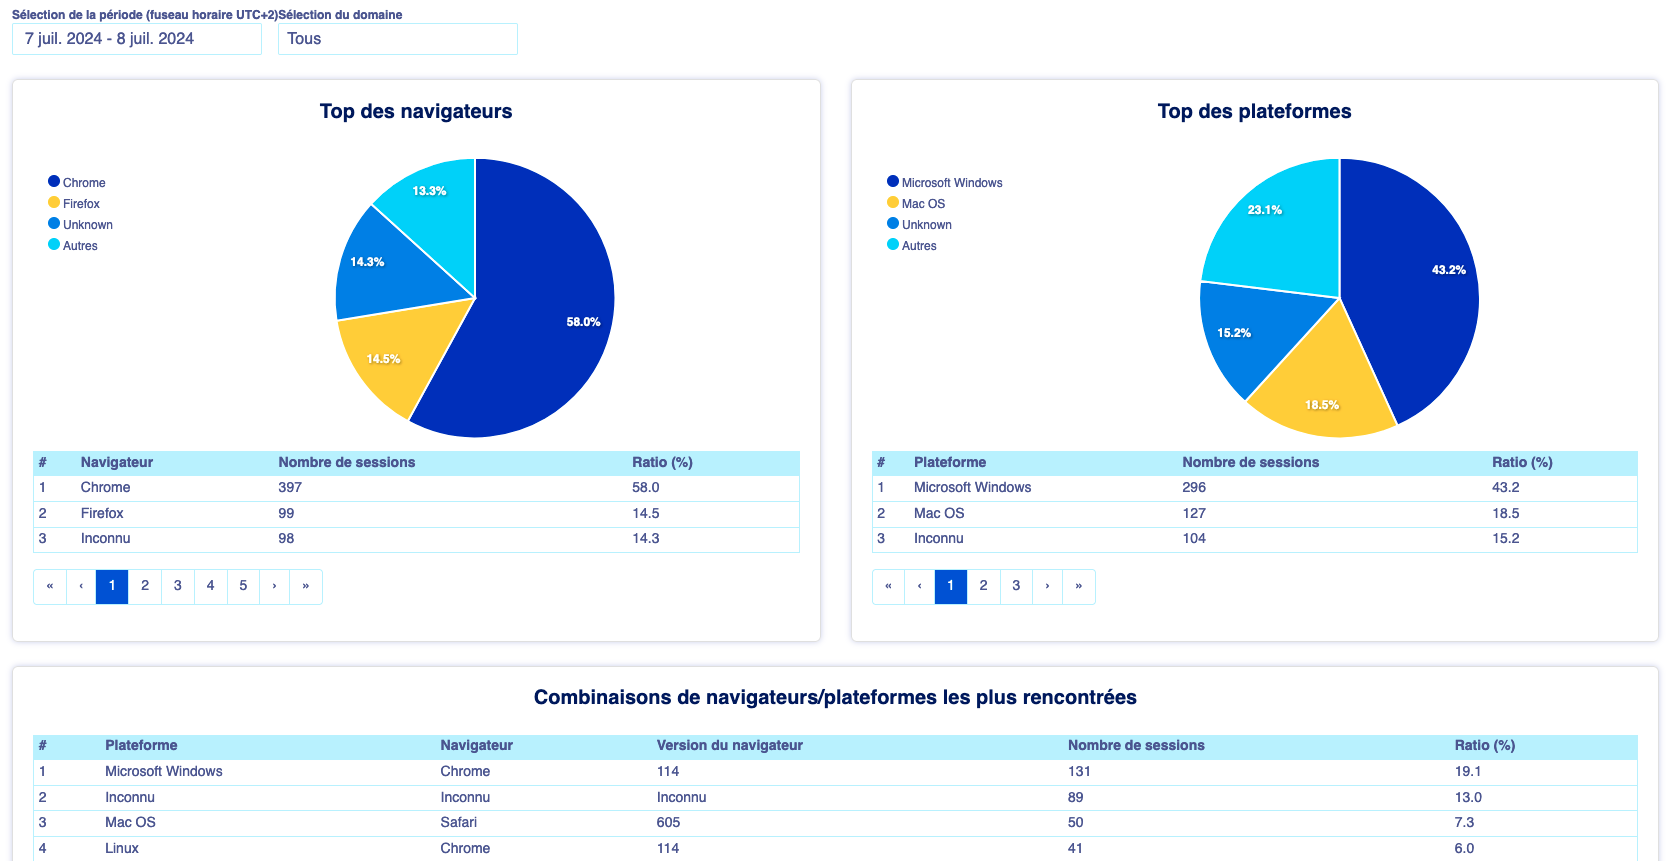 Sélection de la période (fuseau horaire UTC+2) Sélection du domaine
7 juil. 2024 - 8 juil. 2024 Tous
Top des navigateurs
Chrome
Firefox
Unknown
Autres
13.3%
14.3%
58.0%
14.5%
# Navigateur Nombre de sessions Ratio (%)
1 Chrome 397 58.0
2 Firefox 99 14.5
3 Inconnu 98 14.3
« ‹ 1 2 3 4 5 › »
Top des plateformes
Microsoft Windows
Mac OS
Unknown
Autres
23.1%
43.2%
15.2%
18.5%
# Plateforme Nombre de sessions Ratio (%)
1 Microsoft Windows 296 43.2
2 Mac OS 127 18.5
3 Inconnu 104 15.2
« ‹ 1 2 3 › »
Combinaisons de navigateurs/plateformes les plus rencontrées
# Plateforme Navigateur Version du navigateur Nombre de sessions Ratio (%)
1 Microsoft Windows Chrome 114 131 19.1
2 Inconnu Inconnu Inconnu 89 13.0
3 Mac OS Safari 605 50 7.3
4 Linux Chrome 114 41 6.0